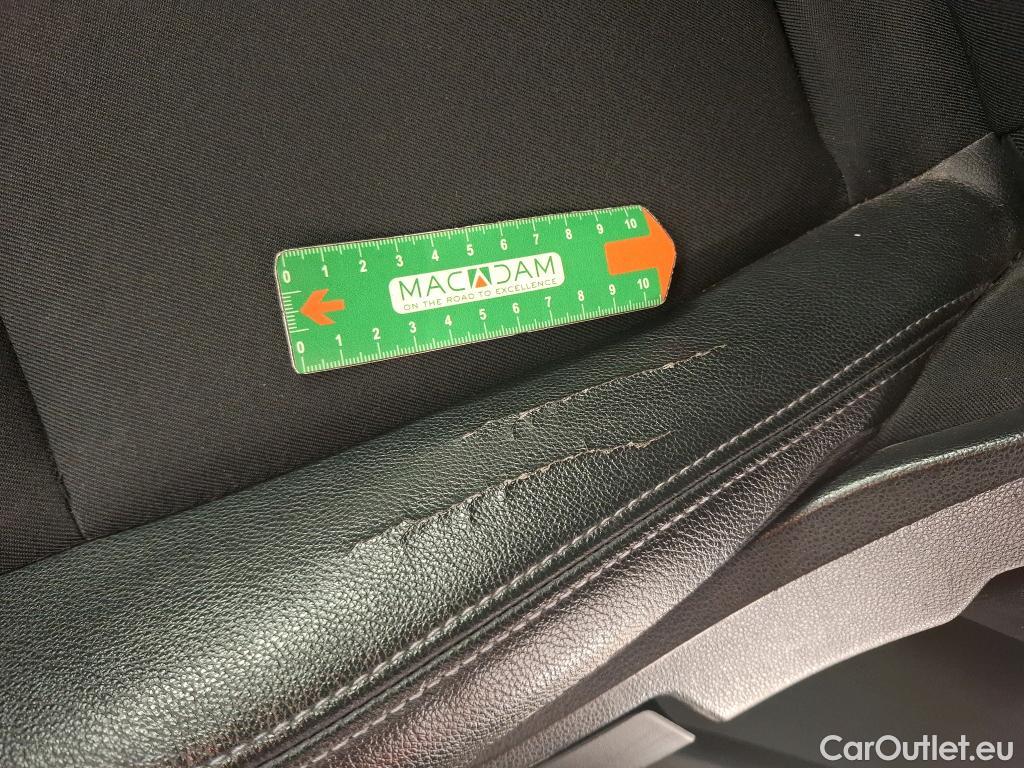 0 1 2 3 4 5 6 7 8 9 10
MACADAM
ON THE ROAD TO EXCELLENCE
0 1 2 3 4 5 6 7 8 9 10
CarOutlet.eu